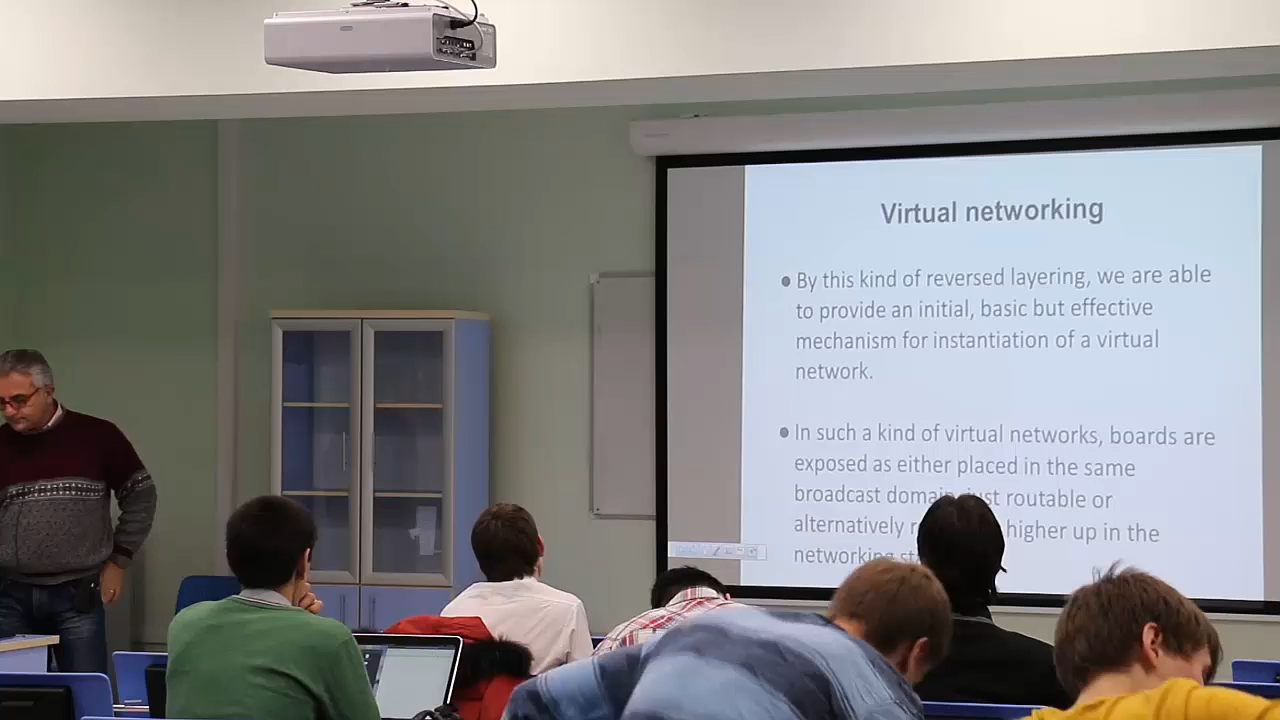 Virtual networking
● By this kind of reversed layering, we are able
to provide an initial, basic but effective
mechanism for instantiation of a virtual
network.
● In such a kind of virtual networks, boards are
exposed as either placed in the same
broadcast domain, just routable or
alternatively higher up in the
networking